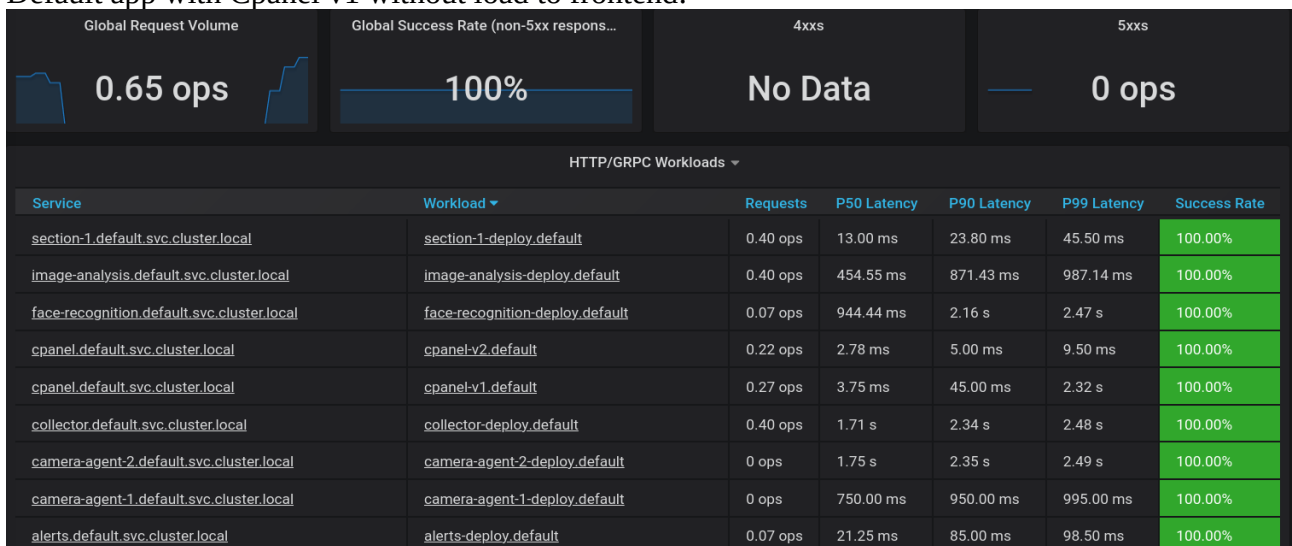 Default app with Cpanel v1 without load to frontend:
Global Request Volume Global Success Rate (non-5xx respons... 4xxs 5xxs
0.65 ops 100% No Data 0 ops
HTTP/GRPC Workloads
Service Workload Requests P50 Latency P90 Latency P99 Latency Success Rate
section-1.default.svc.cluster.local section-1-deploy.default 0.40 ops 13.00 ms 23.80 ms 45.50 ms 100.00%
image-analysis.default.svc.cluster.local image-analysis-deploy.default 0.40 ops 454.55 ms 871.43 ms 987.14 ms 100.00%
face-recognition.default.svc.cluster.local face-recognition-deploy.default 0.07 ops 944.44 ms 2.16 s 2.47 s 100.00%
cpanel.default.svc.cluster.local cpanel-v2.default 0.22 ops 2.78 ms 5.00 ms 9.50 ms 100.00%
cpanel.default.svc.cluster.local cpanel-v1.default 0.27 ops 3.75 ms 45.00 ms 2.32 s 100.00%
collector.default.svc.cluster.local collector-deploy.default 0.40 ops 1.71 s 2.34 s 2.48 s 100.00%
camera-agent-2.default.svc.cluster.local camera-agent-2-deploy.default 0 ops 1.75 s 2.35 s 2.49 s 100.00%
camera-agent-1.default.svc.cluster.local camera-agent-1-deploy.default 0 ops 750.00 ms 950.00 ms 995.00 ms 100.00%
alerts.default.svc.cluster.local alerts-deploy.default 0.07 ops 21.25 ms 85.00 ms 98.50 ms 100.00%